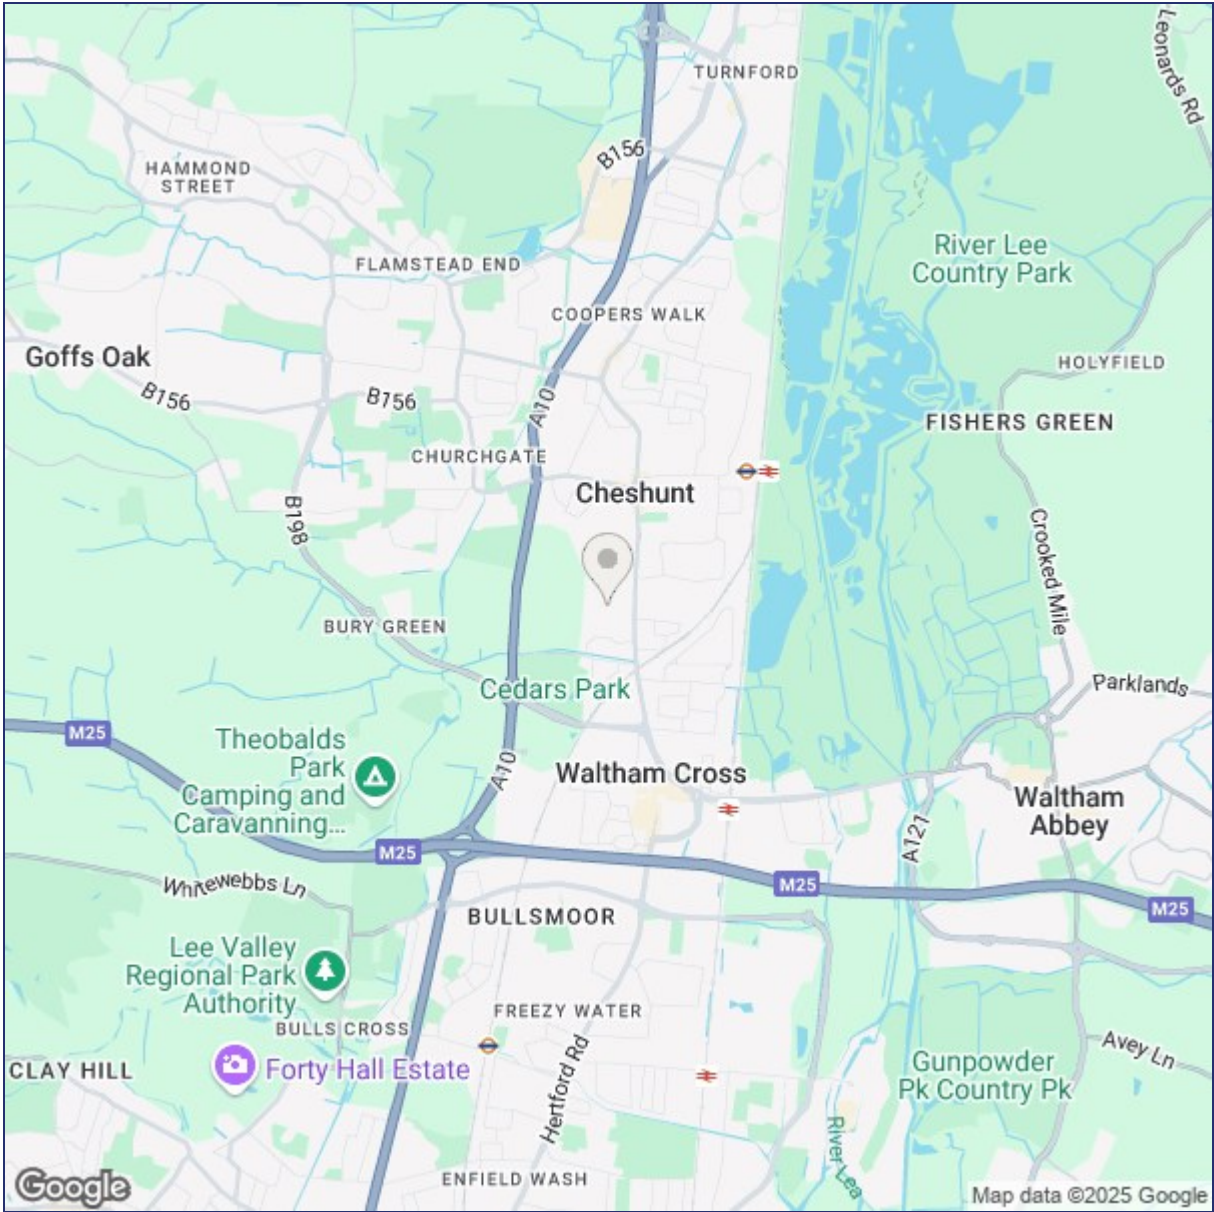 Leonards Rd
TURNFORD
B156
HAMMOND
STREET
River Lee
Country Park
FLAMSTEAD END
COOPERS WALK
Goffs Oak
HOLYFIELD
B156
B156
A10
FISHERS GREEN
CHURCHGATE
Cheshunt
B198
Crooked Mile
BURY GREEN
Cedars Park
Parklands
M25
Theobalds
Park
Camping and
Caravanning...
A10
Waltham Cross
Waltham
Abbey
A121
M25
M25
Whitewebbs Ln
M25
BULLSMOOR
Lee Valley
Regional Park
Authority
FREEZY WATER
BULLS CROSS
Hertford Rd
Avey Ln
CLAY HILL
Forty Hall Estate
Gunpowder
Pk Country Pk
River Lea
ENFIELD WASH
Google
Map data ©2025 Google